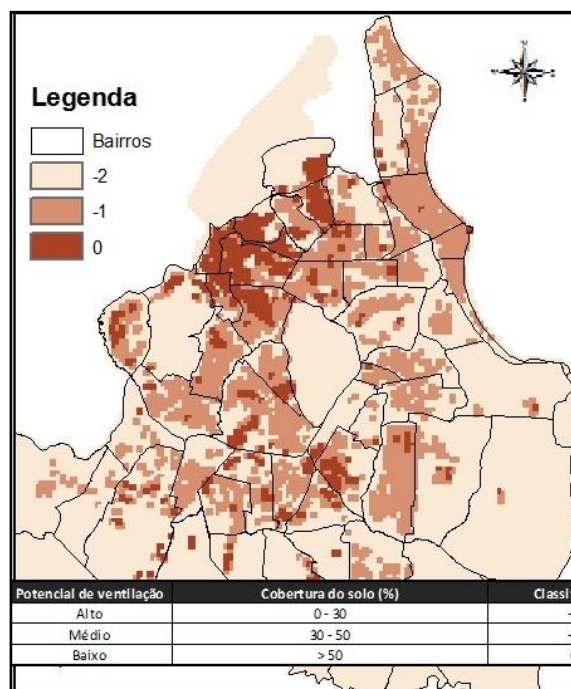 Legenda
Bairros
-2
-1
0
Potencial de ventilação Cobertura do solo (%)
Alto 0 - 30
Médio 30 - 50
Baixo > 50